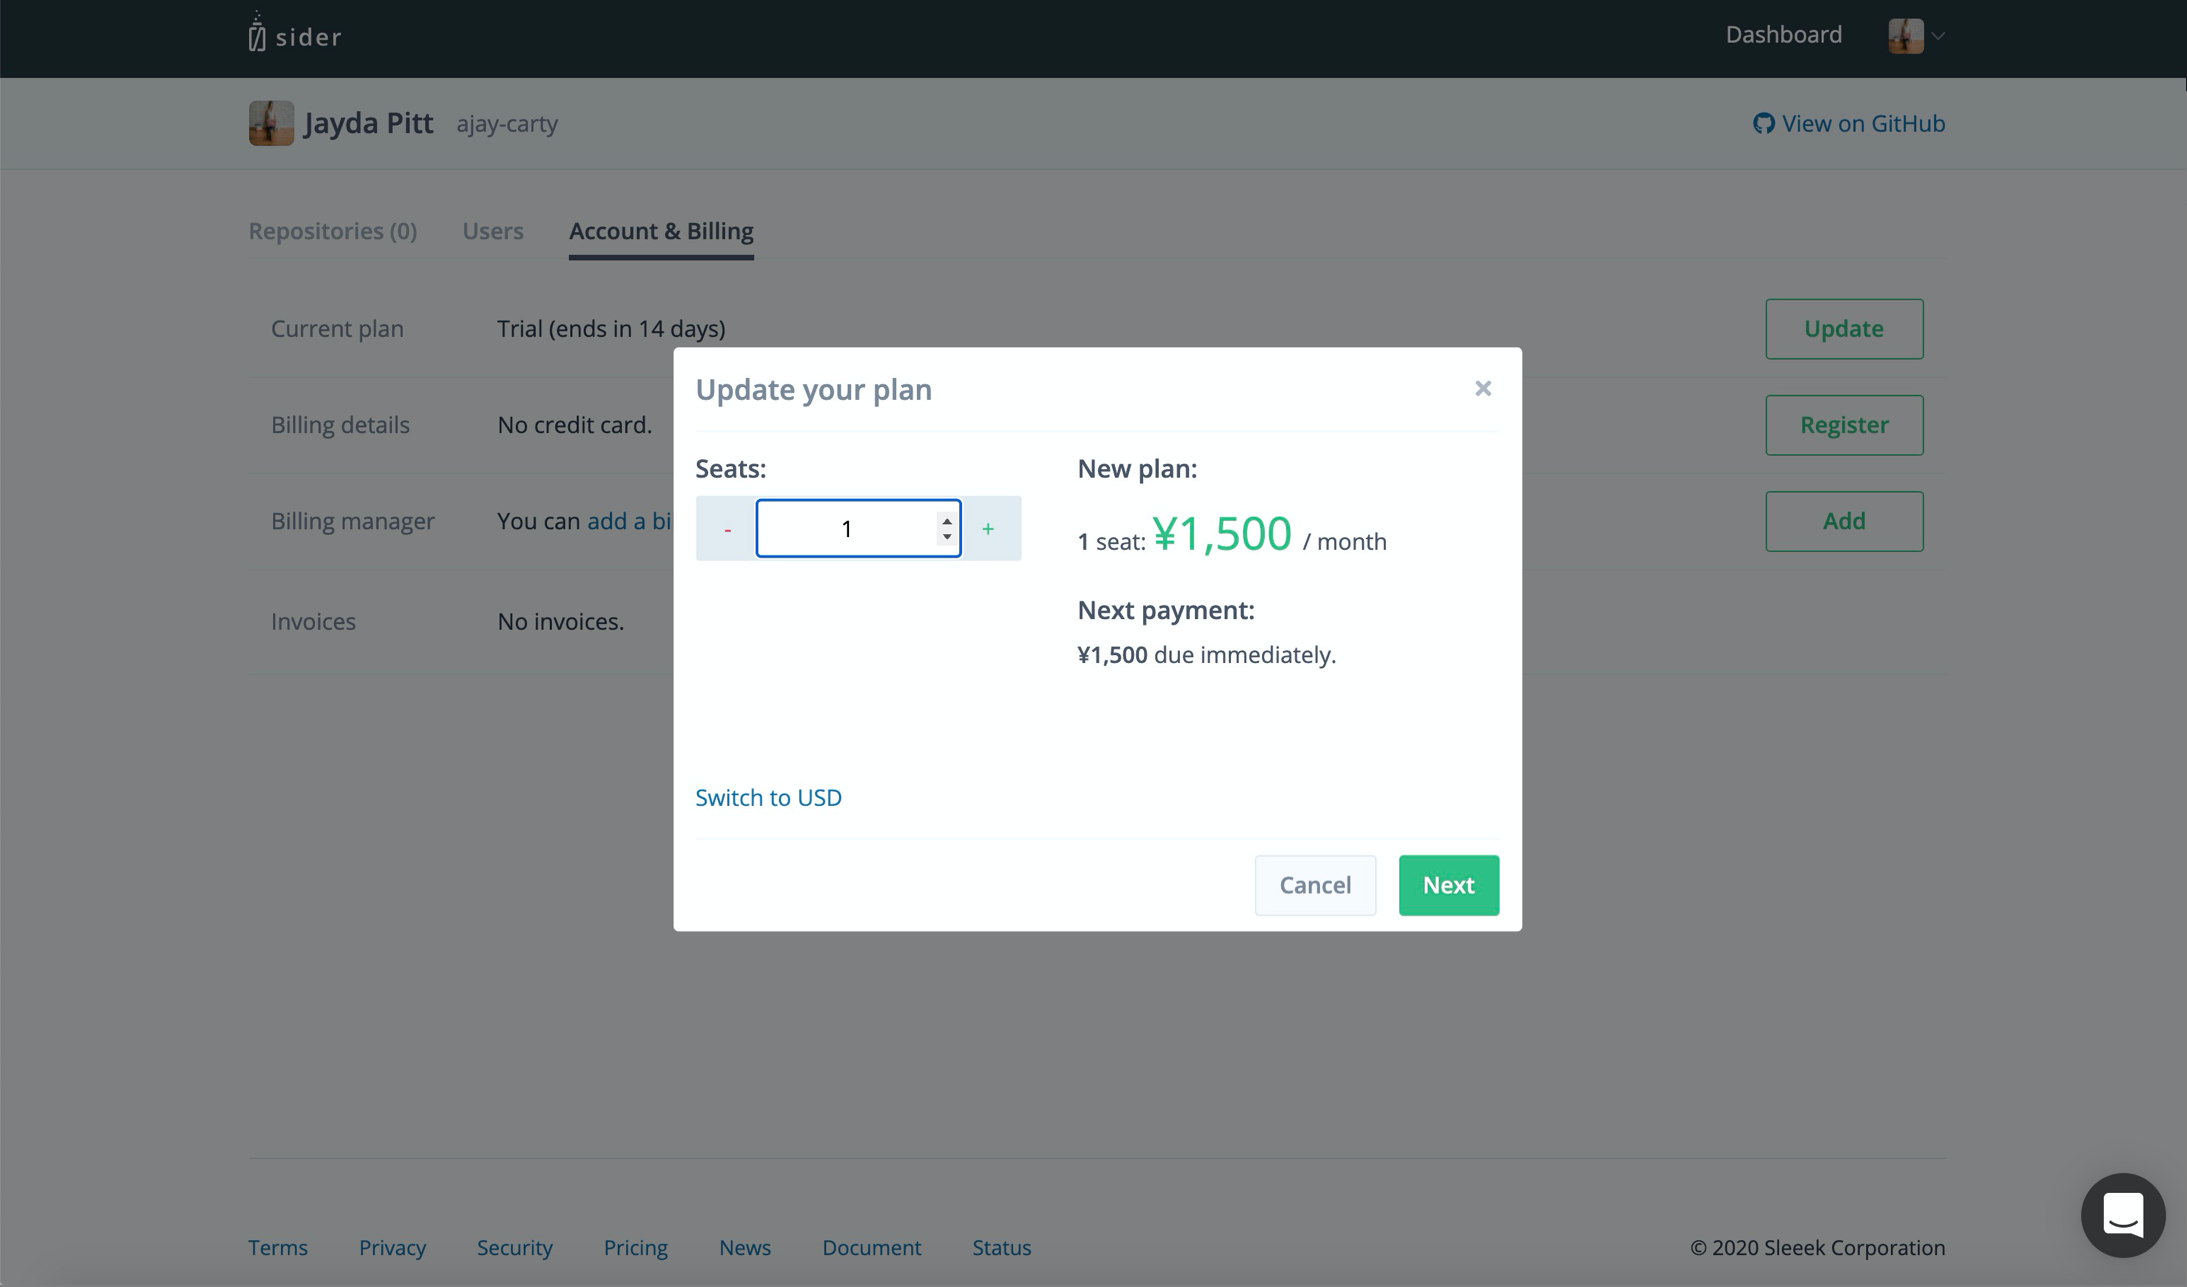 sider
Dashboard
Jayda Pitt ajay-carty
View on GitHub
Repositories (0) Users Account & Billing
Current plan Trial (ends in 14 days) Update
Update your plan ×
Billing details No credit card. Register
Seats:
New plan:
- 1 +
1 seat: ¥1,500 / month
Billing manager You can add a bi Add
Next payment:
¥1,500 due immediately.
Invoices No invoices.
Switch to USD
Cancel Next
Terms Privacy Security Pricing News Document Status
© 2020 Sleeek Corporation